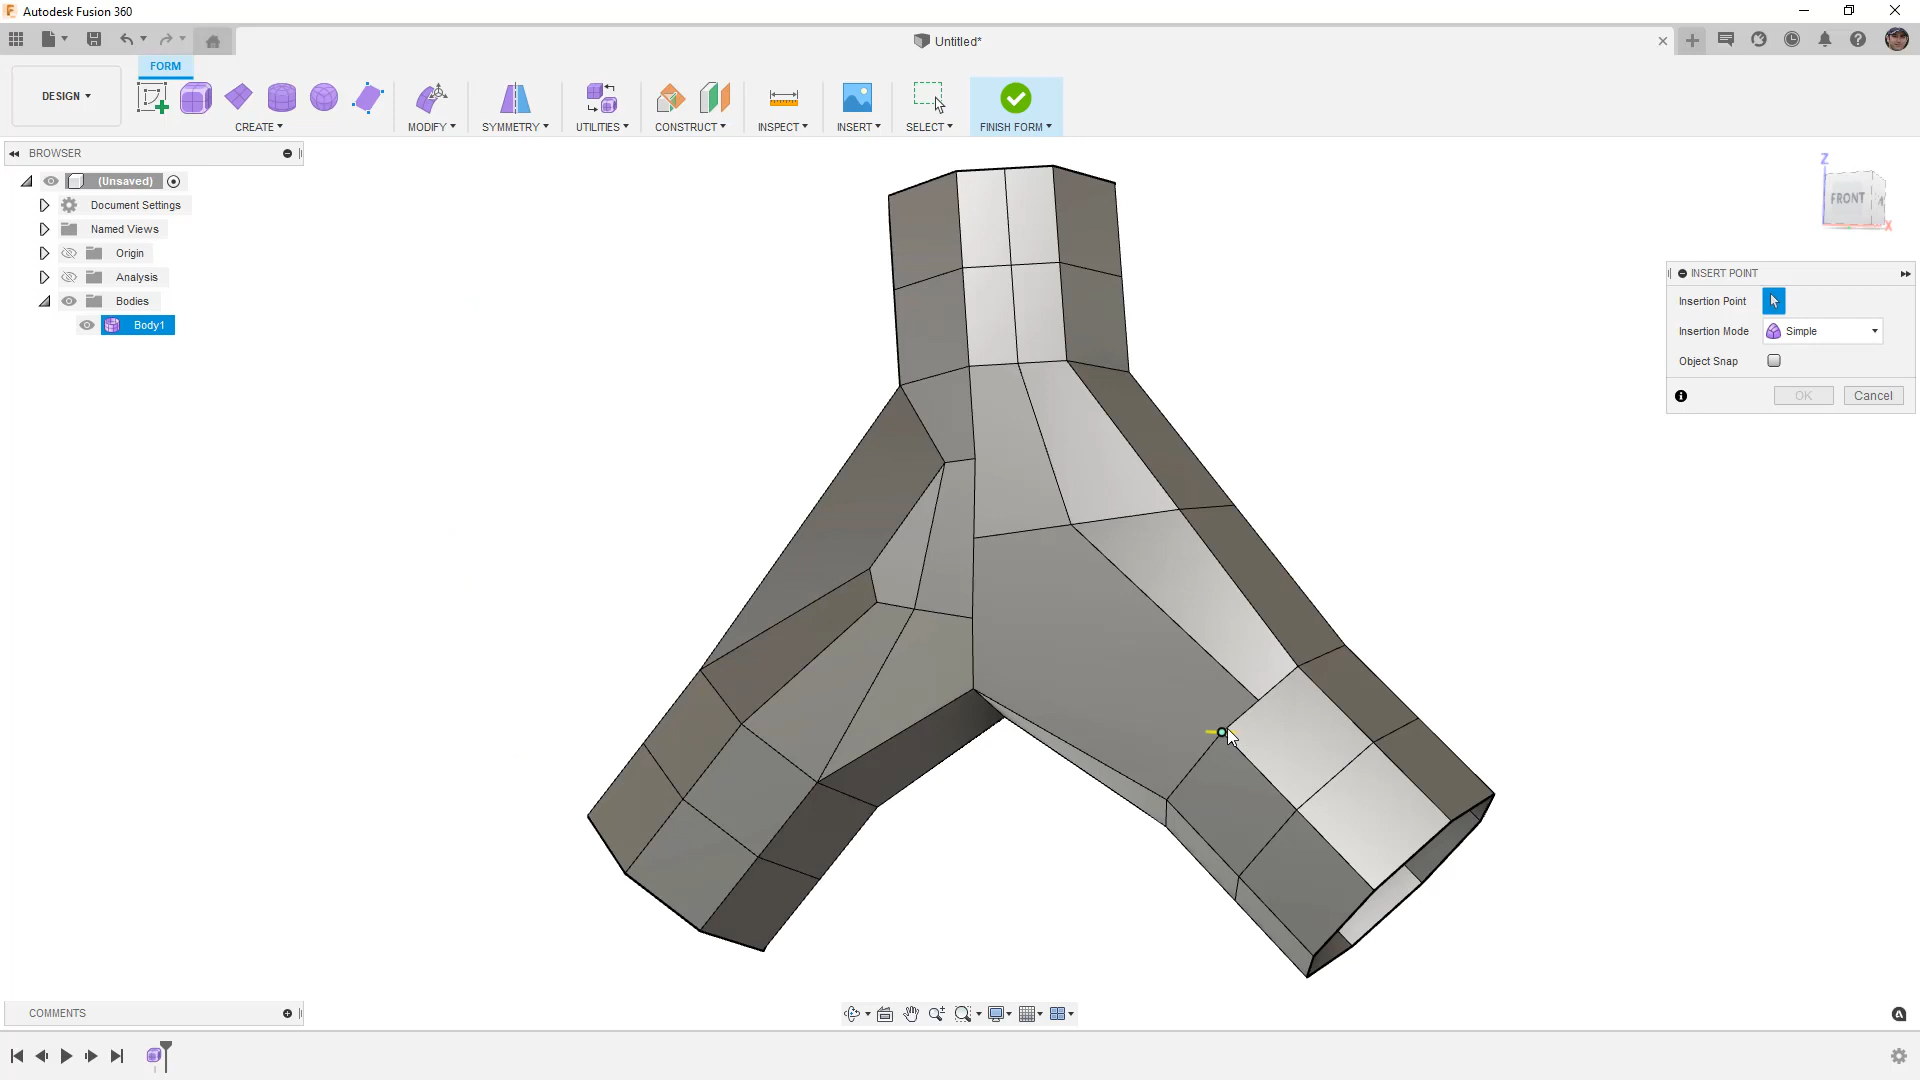 Autodesk Fusion 360
Untitled*
FORM
DESIGN
CREATE
MODIFY
SYMMETRY
UTILITIES
CONSTRUCT
INSPECT
INSERT
SELECT
FINISH FORM
BROWSER
(Unsaved)
Document Settings
Named Views
Origin
Analysis
Bodies
Body1
Z
FRONT
X
INSERT POINT
Insertion Point
Insertion Mode
Simple
Object Snap
OK
Cancel
COMMENTS